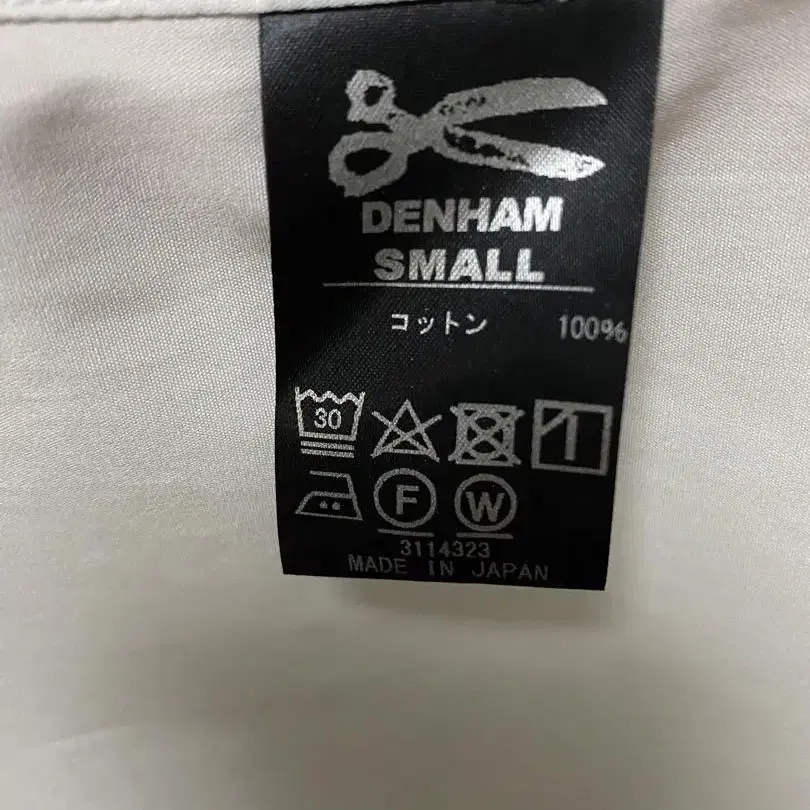 DENHAM
SMALL
コットン 100%
30
F W
3114323
MADE IN JAPAN